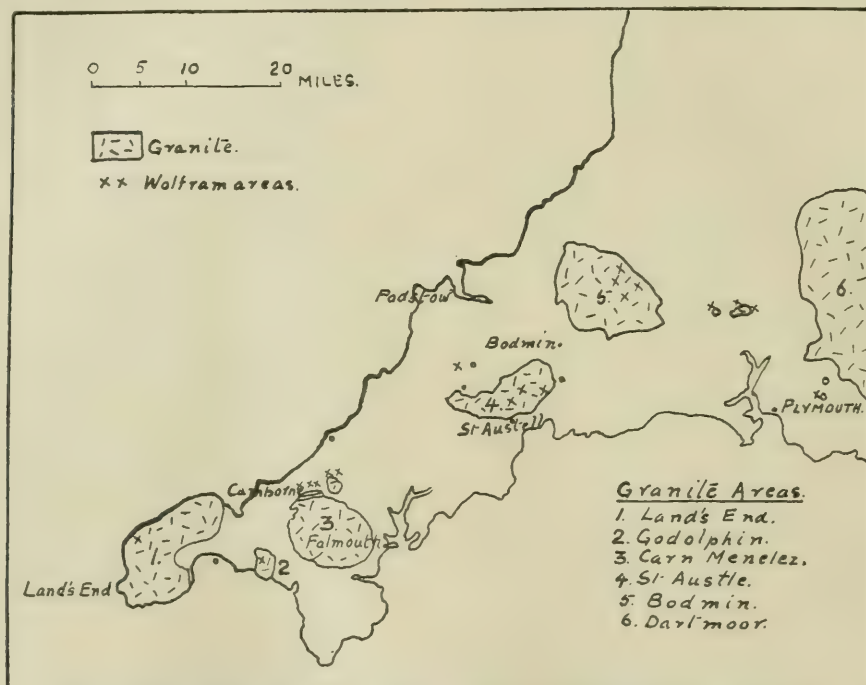 0 5 10 20 MILES.
Granite.
xx Wolfram areas.
Padstow
5.
6.
Bodmin.
4.
St Austell
PLYMOUTH.
Camborne
3.
Falmouth
1.
2
Land's End
Granite Areas.
1. Land's End.
2. Godolphin.
3. Carn Menelez.
4. St Austle.
5. Bodmin.
6. Dartmoor.